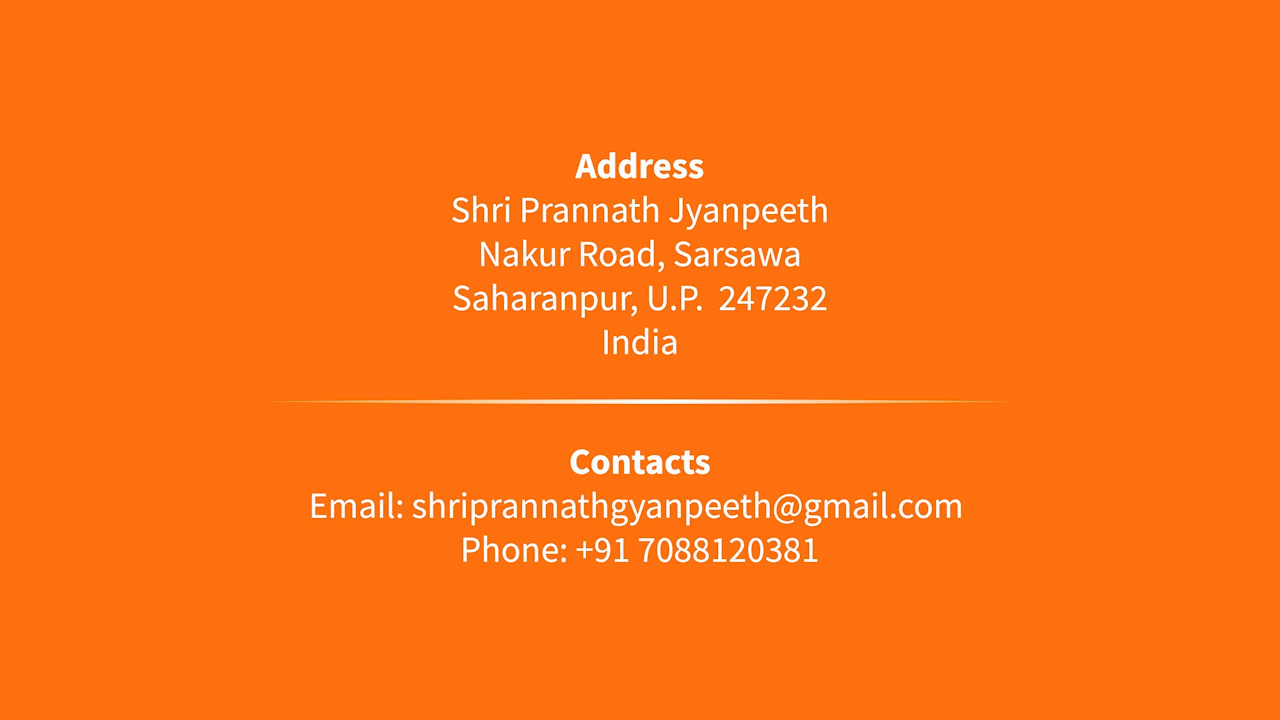 Address
Shri Prannath Jyanpeeth
Nakur Road, Sarsawa
Saharanpur, U.P.  247232
India
Contacts
Email: shriprannathgyanpeeth@gmail.com
Phone: +91 7088120381